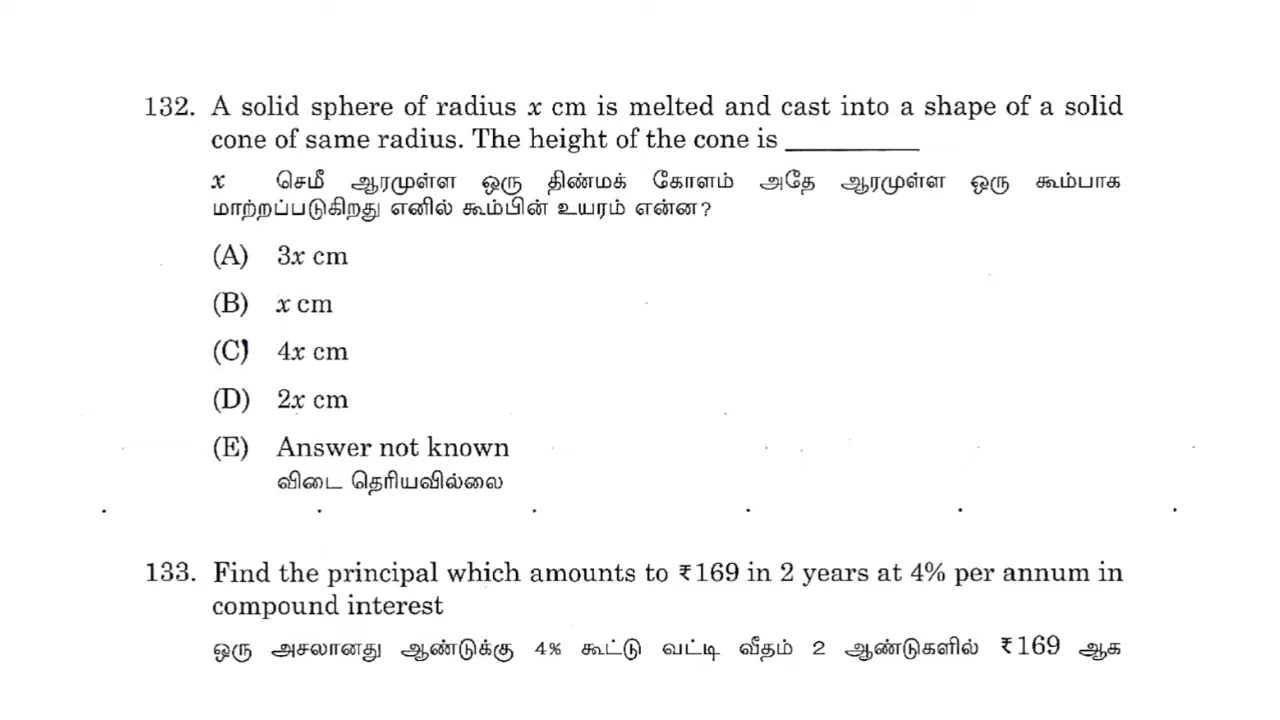 132. A solid sphere of radius x cm is melted and cast into a shape of a solid
cone of same radius. The height of the cone is __________
x செமீ ஆரமுள்ள ஒரு திண்மக் கோளம் அதே ஆரமுள்ள ஒரு கூம்பாக
மாற்றப்படுகிறது எனில் கூம்பின் உயரம் என்ன?
(A) 3x cm
(B) x cm
(C) 4x cm
(D) 2x cm
(E) Answer not known
விடை தெரியவில்லை
133. Find the principal which amounts to ₹169 in 2 years at 4% per annum in
compound interest
ஒரு அசலானது ஆண்டுக்கு 4% கூட்டு வட்டி வீதம் 2 ஆண்டுகளில் ₹169 ஆக